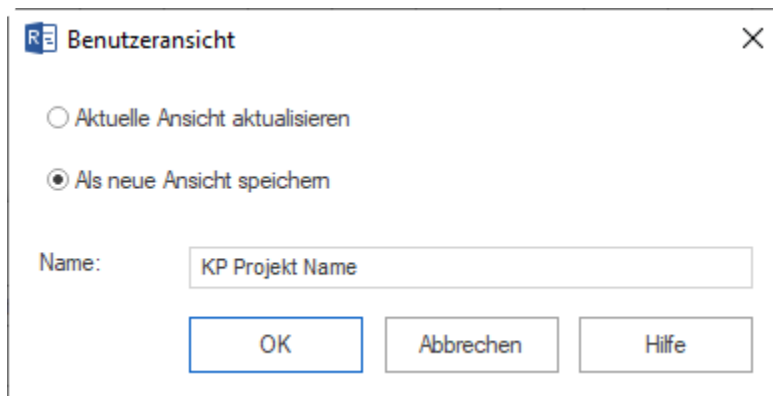 Benutzeransicht
Aktuelle Ansicht aktualisieren
Als neue Ansicht speichern
Name: KP Projekt Name
OK Abbrechen Hilfe